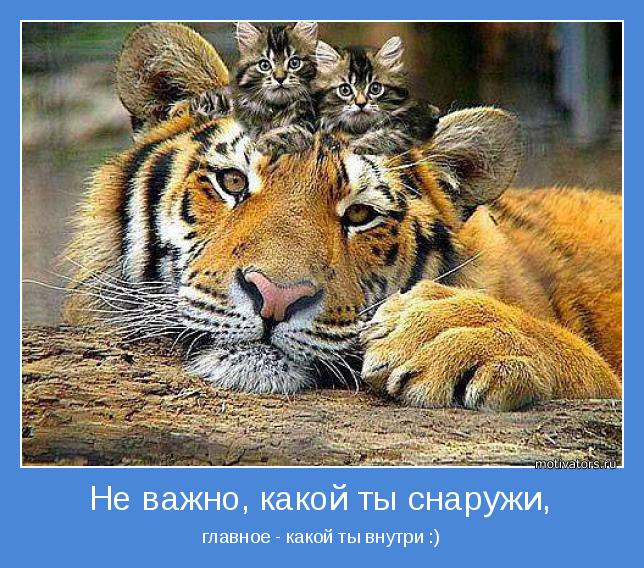 motivators.ru
Не важно, какой ты снаружи,
главное - какой ты внутри :)